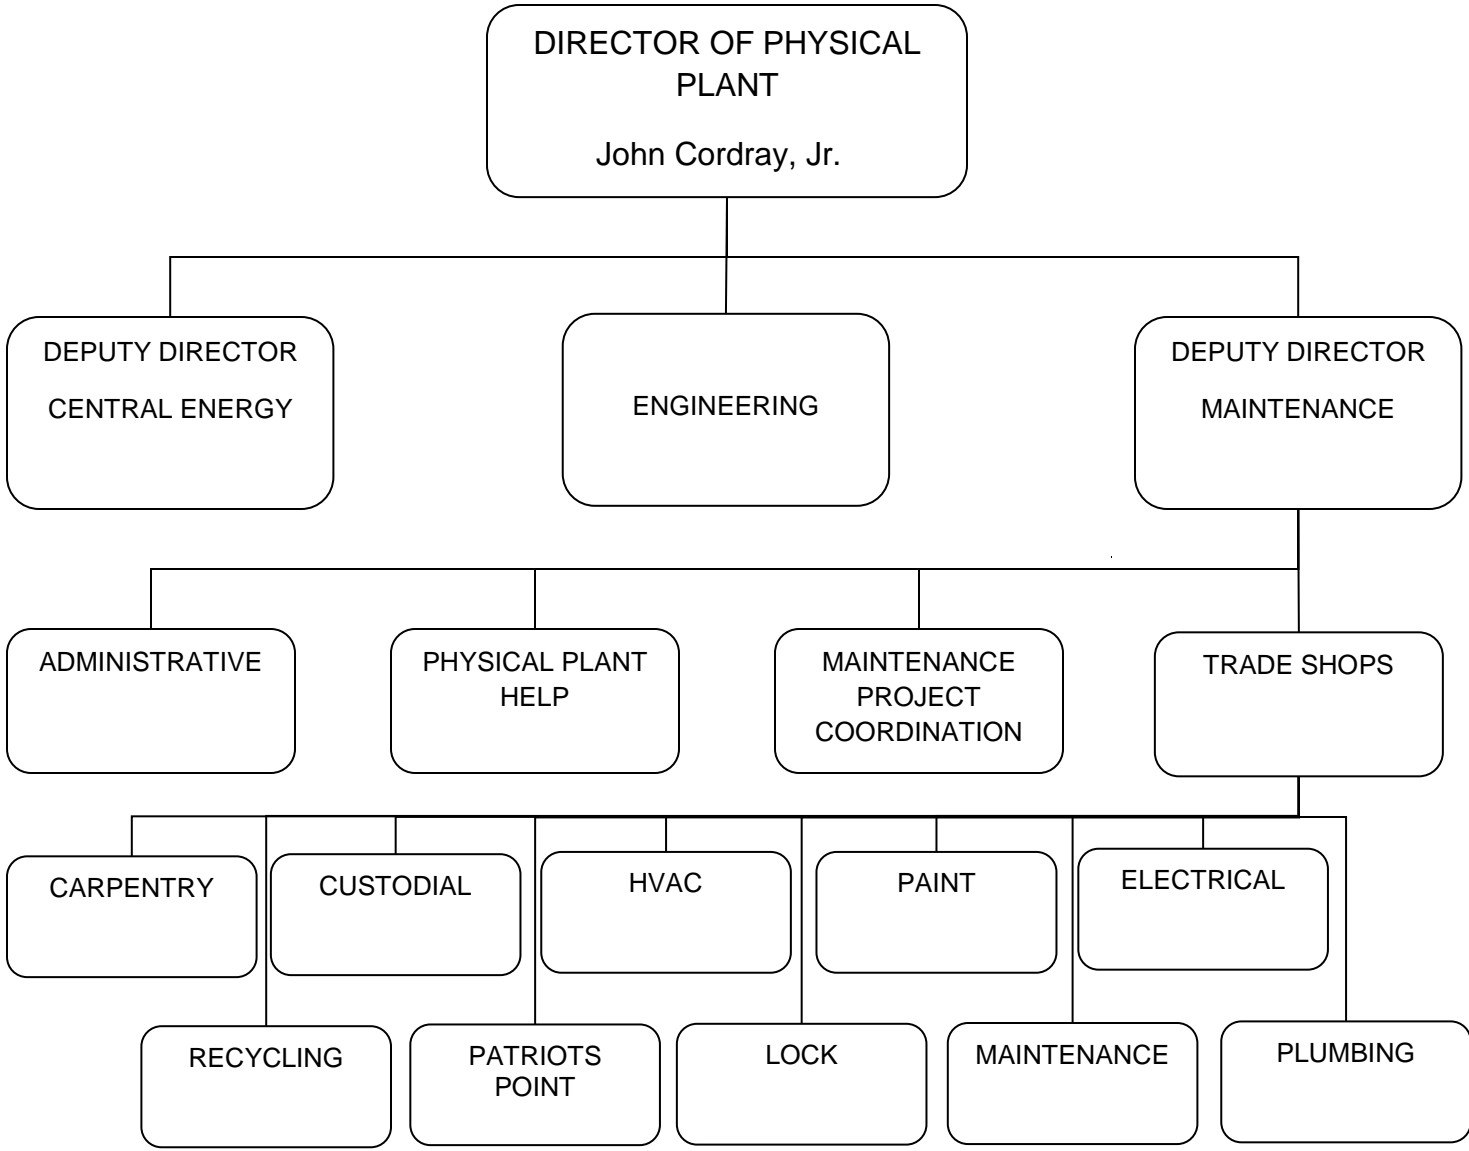 DIRECTOR OF PHYSICAL
PLANT
John Cordray, Jr.
DEPUTY DIRECTOR
CENTRAL ENERGY
ENGINEERING
DEPUTY DIRECTOR
MAINTENANCE
ADMINISTRATIVE
PHYSICAL PLANT
HELP
MAINTENANCE
PROJECT
COORDINATION
TRADE SHOPS
CARPENTRY
CUSTODIAL
HVAC
PAINT
ELECTRICAL
RECYCLING
PATRIOTS
POINT
LOCK
MAINTENANCE
PLUMBING